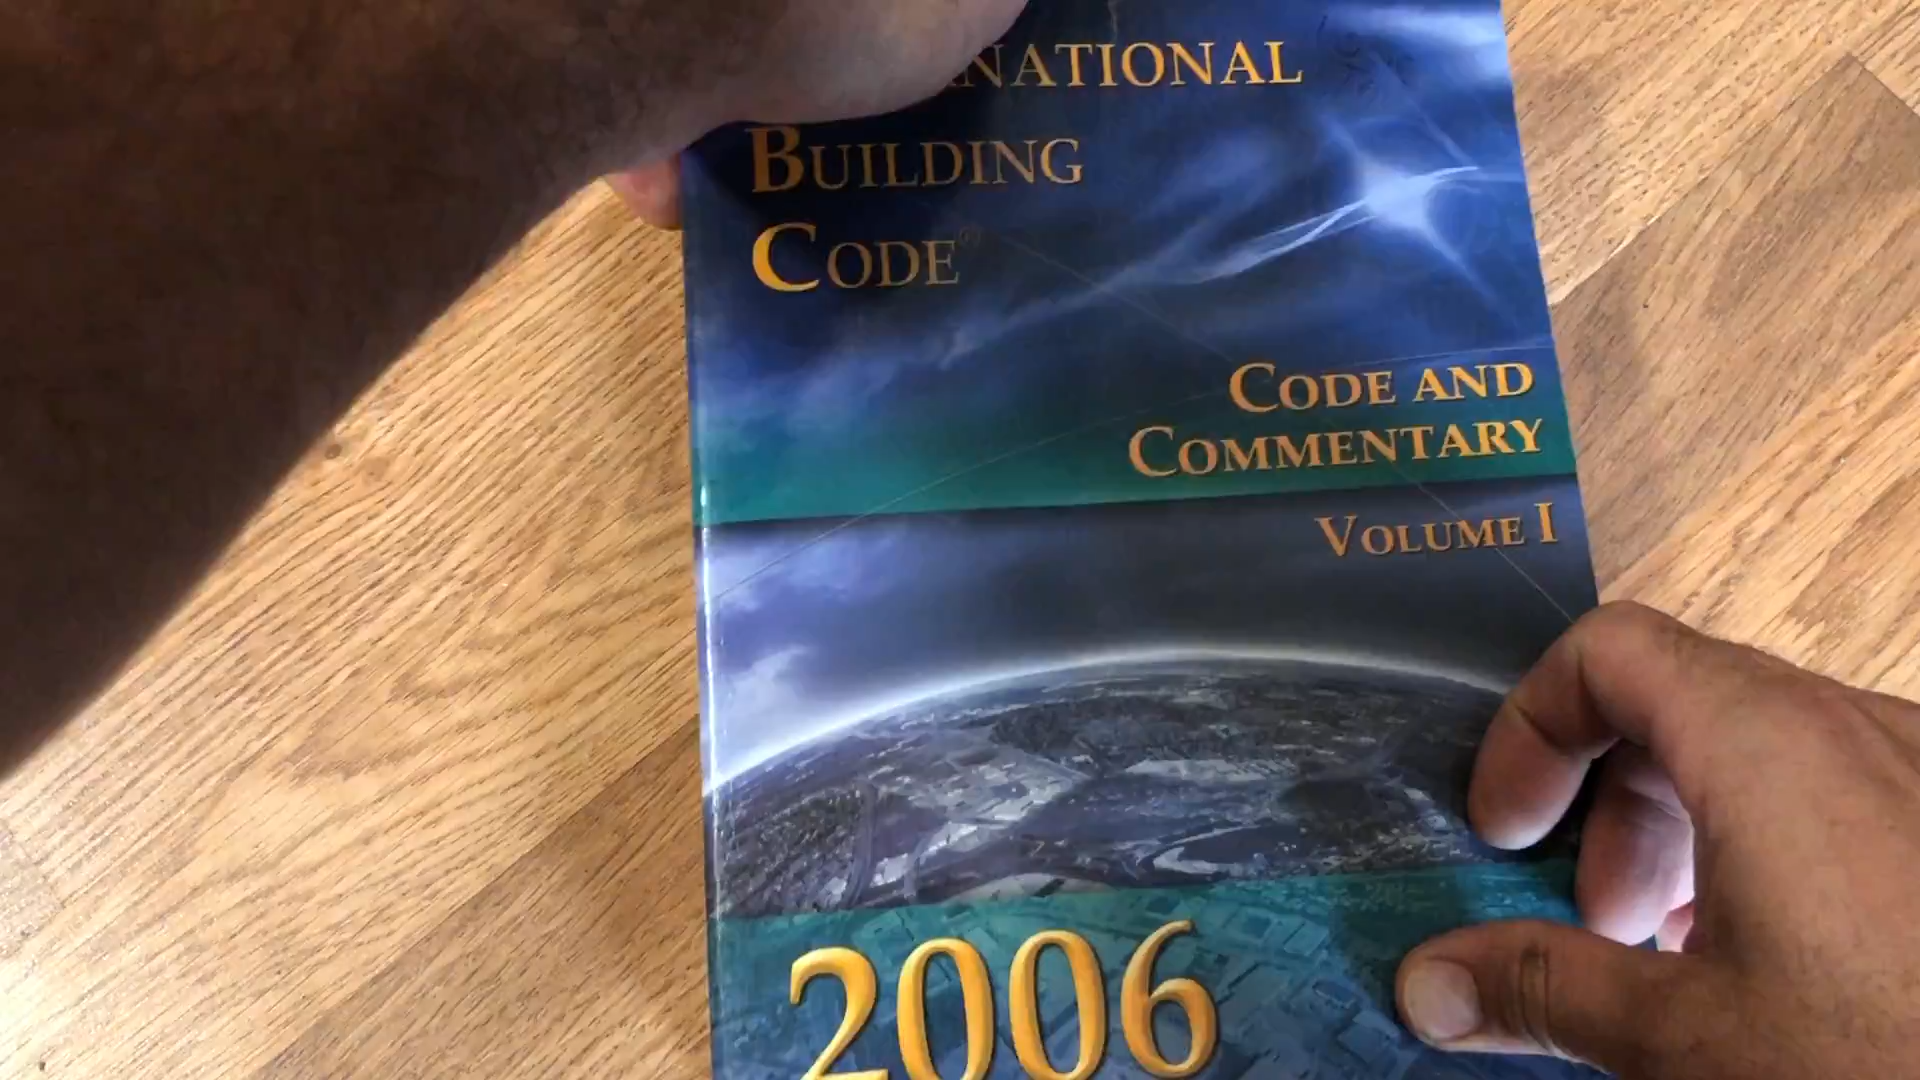 NATIONAL
BUILDING
CODE®
CODE AND
COMMENTARY
VOLUME I
2006